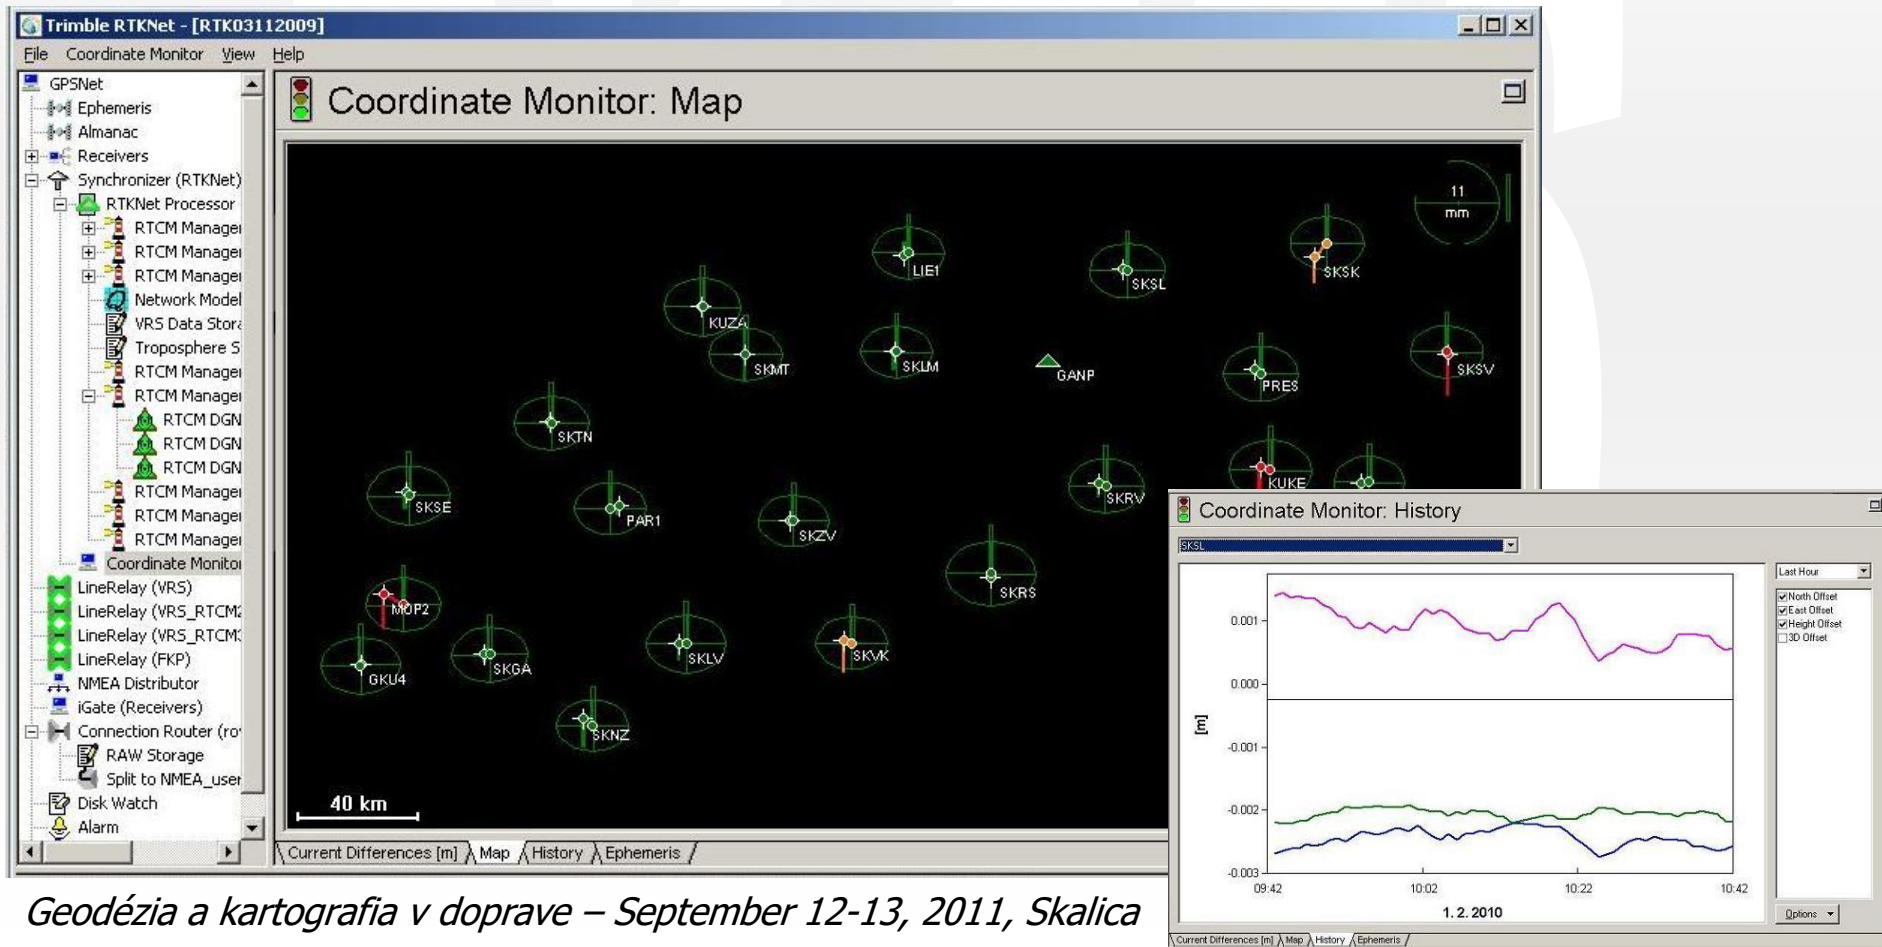 Trimble RTKNet - [RTK03112009]
File Coordinate Monitor View Help
GPSNet
Ephemeris
Almanac
Receivers
Synchronizer (RTKNet)
RTKNet Processor
RTCM Manager
RTCM Manager
RTCM Manager
Network Model
VRS Data Stora
Troposphere S
RTCM Manager
RTCM Manager
RTCM DGN
RTCM DGN
RTCM DGN
RTCM Manager
RTCM Manager
RTCM Manager
Coordinate Monitor
LineRelay (VRS)
LineRelay (VRS_RTCM2
LineRelay (VRS_RTCM3
LineRelay (FKP)
NMEA Distributor
iGate (Receivers)
Connection Router (ro
RAW Storage
Split to NMEA_user
Disk Watch
Alarm
Coordinate Monitor: Map
11
mm
LIE1
SKSL
SKSK
KUZA
SKMT
SKLM
GANP
PRES
SKSV
SKTN
SKSE
PAR1
SKZV
SKRV
KUKE
MOP2
SKRS
GKU4
SKGA
SKLV
SKVK
SKNZ
40 km
Current Differences [m] Map History Ephemeris
Coordinate Monitor: History
SKSL
Last Hour
North Offset
East Offset
Height Offset
3D Offset
[m]
0.001
0.000
-0.001
-0.002
-0.003
09:42 10:02 10:22 10:42
1. 2. 2010
Options
Current Differences [m] Map History Ephemeris
Geodézia a kartografia v doprave – September 12-13, 2011, Skalica